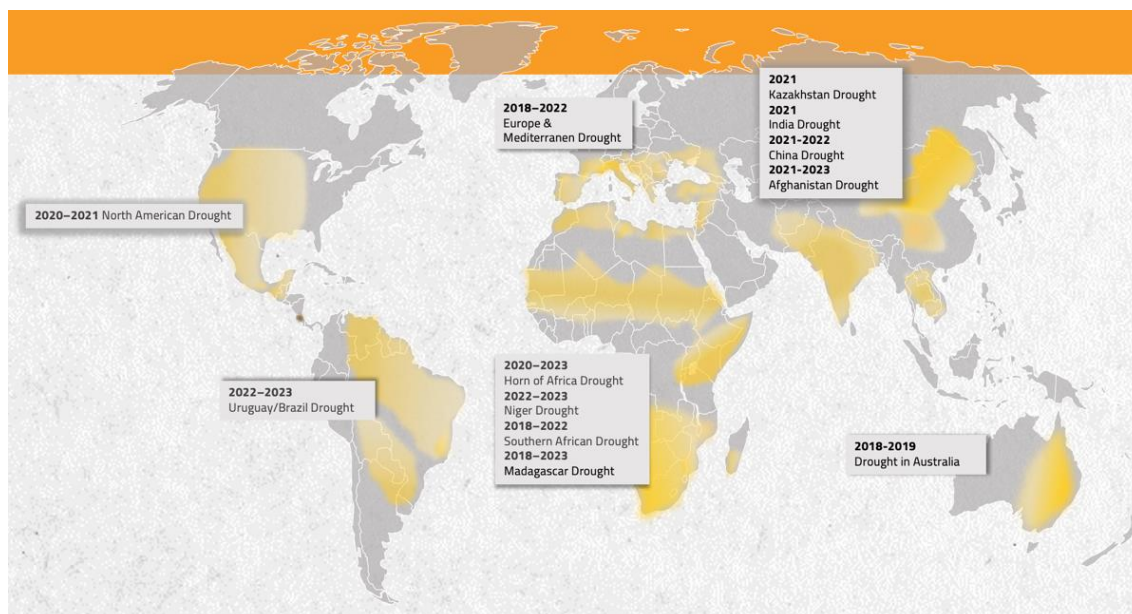 2018–2022
Europe &
Mediterranen Drought
2021
Kazakhstan Drought
2021
India Drought
2021-2022
China Drought
2021-2023
Afghanistan Drought
2020–2021 North American Drought
2022–2023
Uruguay/Brazil Drought
2020–2023
Horn of Africa Drought
2022–2023
Niger Drought
2018–2022
Southern African Drought
2018–2023
Madagascar Drought
2018-2019
Drought in Australia